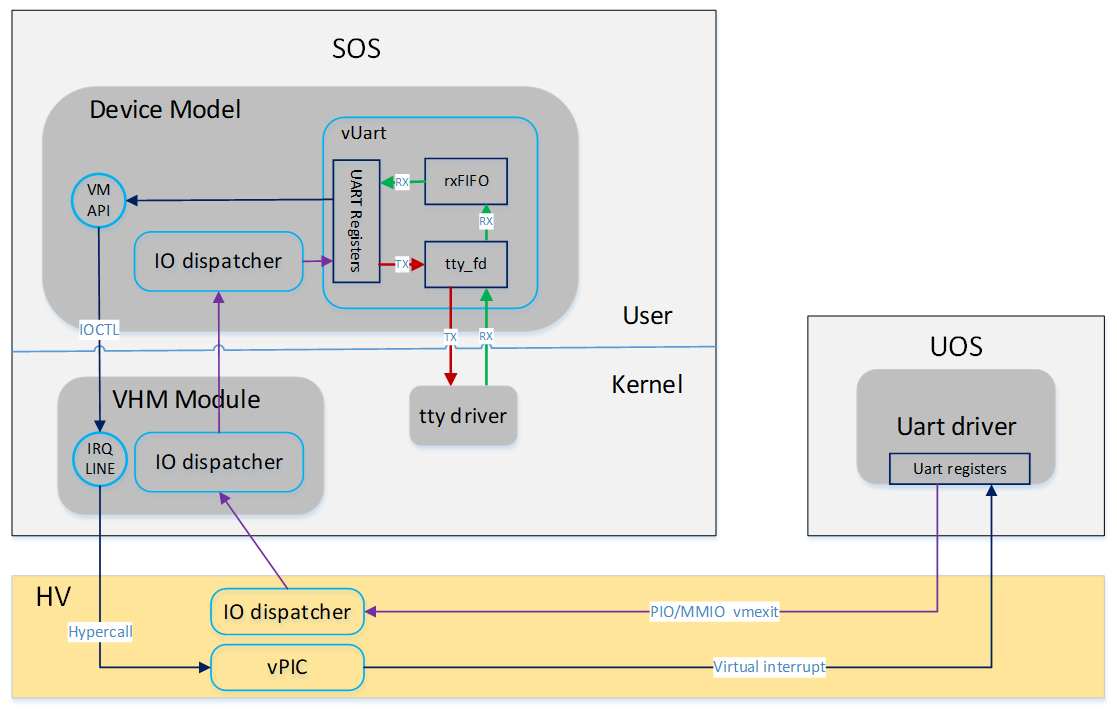 SOS
Device Model
vUart
VM
API
UART Registers
RX
rxFIFO
RX
IO dispatcher
TX
tty_fd
IOCTL
TX
RX
User
Kernel
VHM Module
tty driver
IRQ
LINE
IO dispatcher
UOS
Uart driver
Uart registers
HV
IO dispatcher
PIO/MMIO vmexit
Hypercall
vPIC
Virtual interrupt